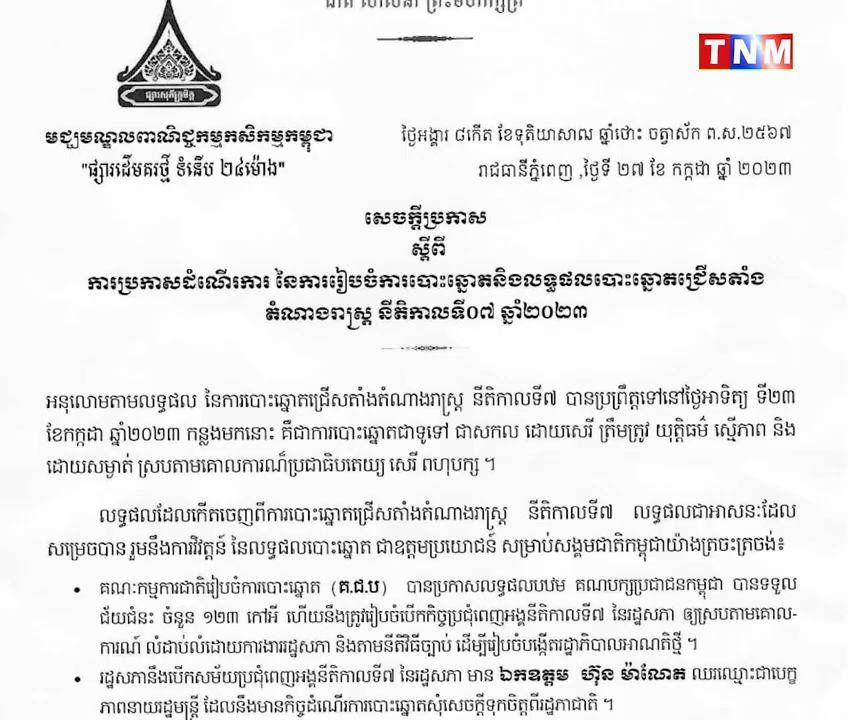 ជាតិ សាសនា ព្រះមហាក្សត្រ
TNM
ផ្សារសុភីត្រូមិត្ត
មជ្ឈមណ្ឌលពាណិជ្ជកម្មកសិកម្មកម្ពុជា
"ផ្សារដើមគរថ្មី ទំនើប ២៤ម៉ោង"
ថ្ងៃអង្គារ ៨កើត ខែទុតិយាសាឍ ឆ្នាំថោះ ចត្វាស័ក ព.ស.២៥៦៧
រាជធានីភ្នំពេញ ,ថ្ងៃទី ២៧ ខែ កក្កដា ឆ្នាំ ២០២៣
សេចក្តីប្រកាស
ស្តីពី
ការប្រកាសដំណើរការ នៃការរៀបចំការបោះឆ្នោតនិងលទ្ធផលបោះឆ្នោតជ្រើសតាំង
តំណាងរាស្ត្រ នីតិកាលទី០៧ ឆ្នាំ២០២៣
អនុលោមតាមលទ្ធផល នៃការបោះឆ្នោតជ្រើសតាំងតំណាងរាស្ត្រ នីតិកាលទី៧ បានប្រព្រឹត្តទៅនៅថ្ងៃអាទិត្យ ទី២៣
ខែកក្កដា ឆ្នាំ២០២៣ កន្លងមកនោះ គឺជាការបោះឆ្នោតជាទូទៅ ជាសកល ដោយសេរី ត្រឹមត្រូវ យុត្តិធម៌ ស្មើភាព និង
ដោយសម្ងាត់ ស្របតាមគោលការណ៍ប្រជាធិបតេយ្យ សេរី ពហុបក្ស ។
លទ្ធផលដែលកើតចេញពីការបោះឆ្នោតជ្រើសតាំងតំណាងរាស្ត្រ នីតិកាលទី៧ លទ្ធផលជាអាសនៈដែល
សម្រេចបាន រួមនឹងការវិវត្តន៍ នៃលទ្ធផលបោះឆ្នោត ជាឧត្តមប្រយោជន៍ សម្រាប់សង្គមជាតិកម្ពុជាយ៉ាងត្រចះត្រចង់៖
• គណៈកម្មការជាតិរៀបចំការបោះឆ្នោត (គ.ជ.ប) បានប្រកាសលទ្ធផលបឋម គណបក្សប្រជាជនកម្ពុជា បានទទួល
ជ័យជំនះ ចំនួន ១២៣ កៅអី ហើយនឹងត្រូវរៀបចំបើកកិច្ចប្រជុំពេញអង្គនីតិកាលទី៧ នៃរដ្ឋសភា ឲ្យស្របតាមគោល-
ការណ៍ លំដាប់លំដោយការងាររដ្ឋសភា និងតាមនីតិវិធីច្បាប់ ដើម្បីរៀបចំបង្កើតរដ្ឋាភិបាលអាណតិថ្មី ។
• រដ្ឋសភានឹងបើកសម័យប្រជុំពេញអង្គនីតិកាលទី៧ នៃរដ្ឋសភា មាន ឯកឧត្តម ហ៊ុន ម៉ាណែត ឈរឈ្មោះជាបេក្ខ
ភាពនាយរដ្ឋមន្ត្រី ដែលនឹងមានកិច្ចដំណើរការបោះឆ្នោតសុំសេចក្តីទុកចិត្តពីរដ្ឋភាជាតិ ។